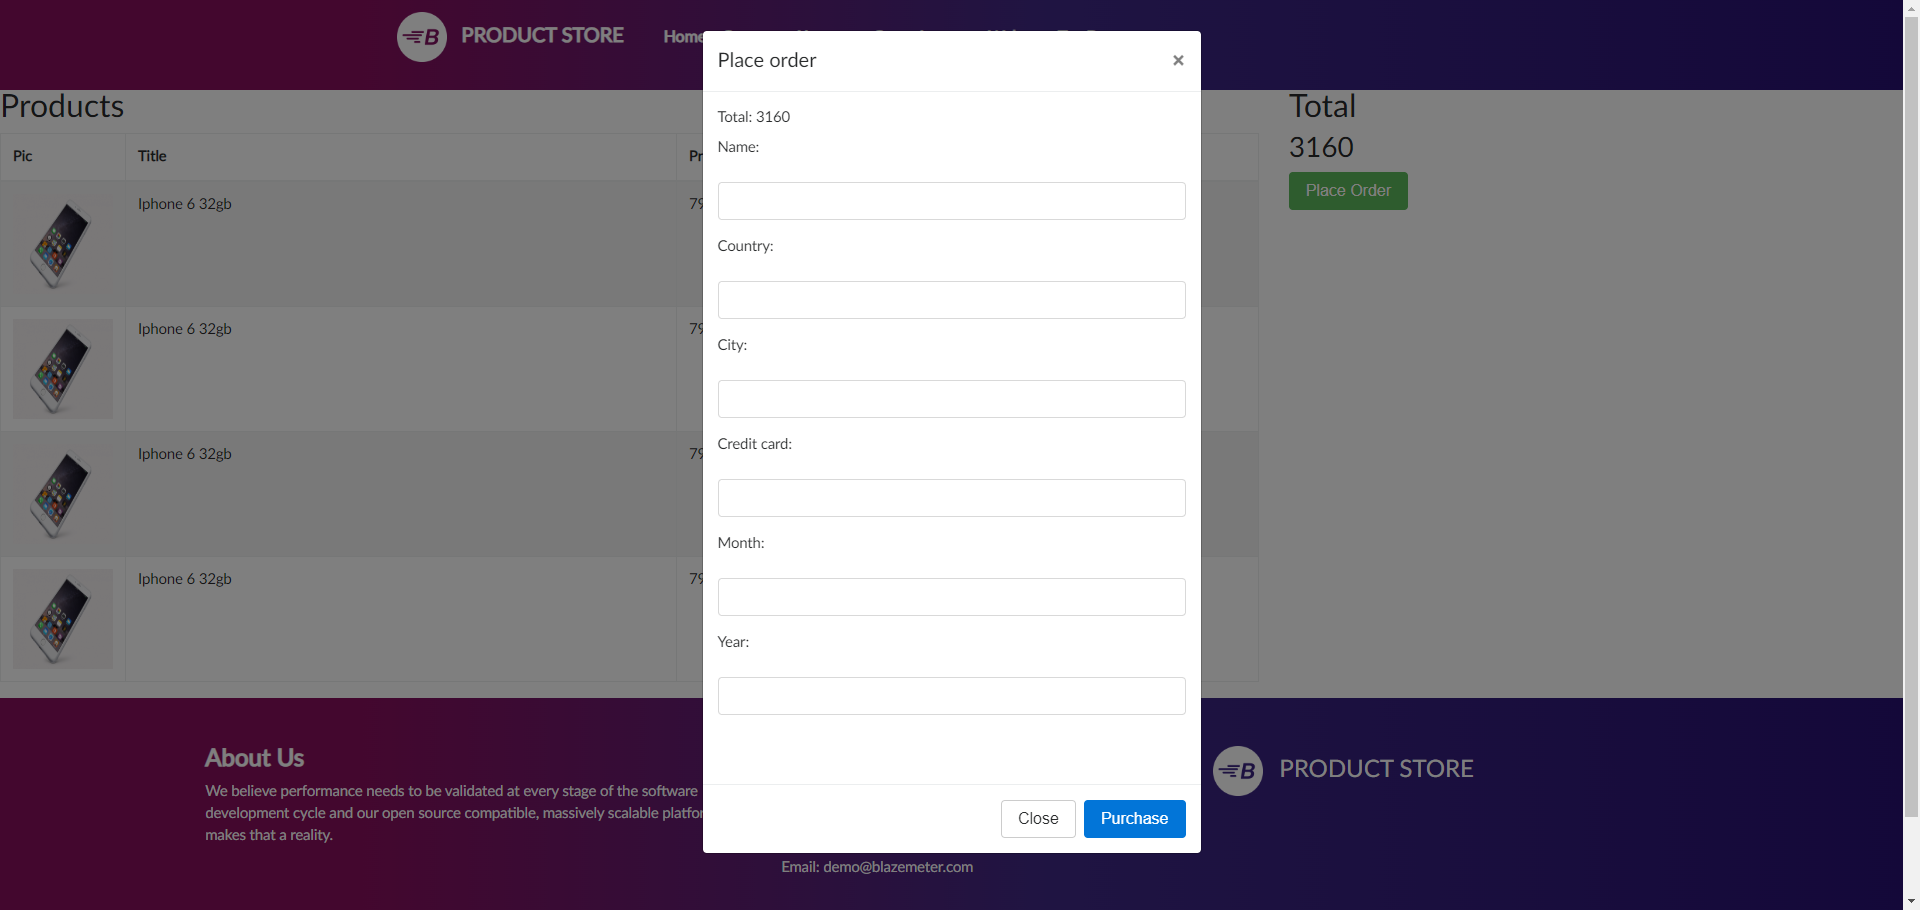 B PRODUCT STORE Home
Place order ×
Products
Total: 3160
Total
3160
Place Order
Name:
Pic Title
Iphone 6 32gb 79
Country:
Iphone 6 32gb 79
City:
Credit card:
Iphone 6 32gb 79
Month:
Iphone 6 32gb 79
Year:
About Us
We believe performance needs to be validated at every stage of the software
development cycle and our open source compatible, massively scalable
makes that a reality.
B PRODUCT STORE
Close Purchase
Email: demo@blazemeter.com